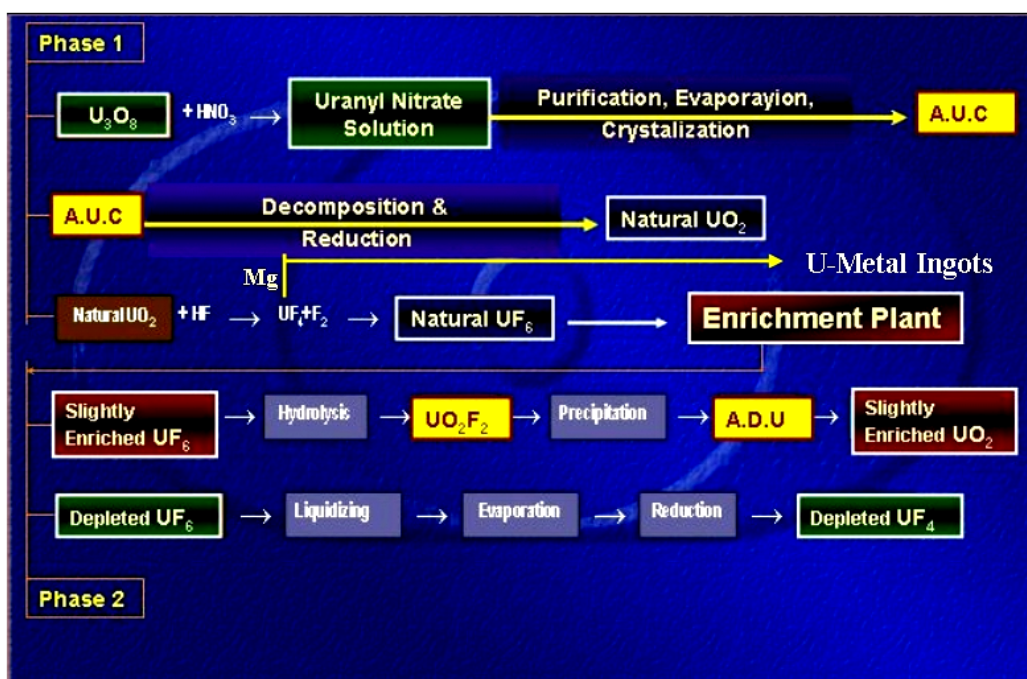 Phase 1
U₃O₈
+ HNO₃
Uranyl Nitrate
Solution
Purification, Evaporayion,
Crystalization
A.U.C
A.U.C
Decomposition &
Reduction
Natural UO₂
Mg
U-Metal Ingots
Natural UO₂
+ HF
UF₄+F₂
Natural UF₆
Enrichment Plant
Slightly
Enriched UF₆
Hydrolysis
UO₂F₂
Precipitation
A.D.U
Slightly
Enriched UO₂
Depleted UF₆
Liquidizing
Evaporation
Reduction
Depleted UF₄
Phase 2